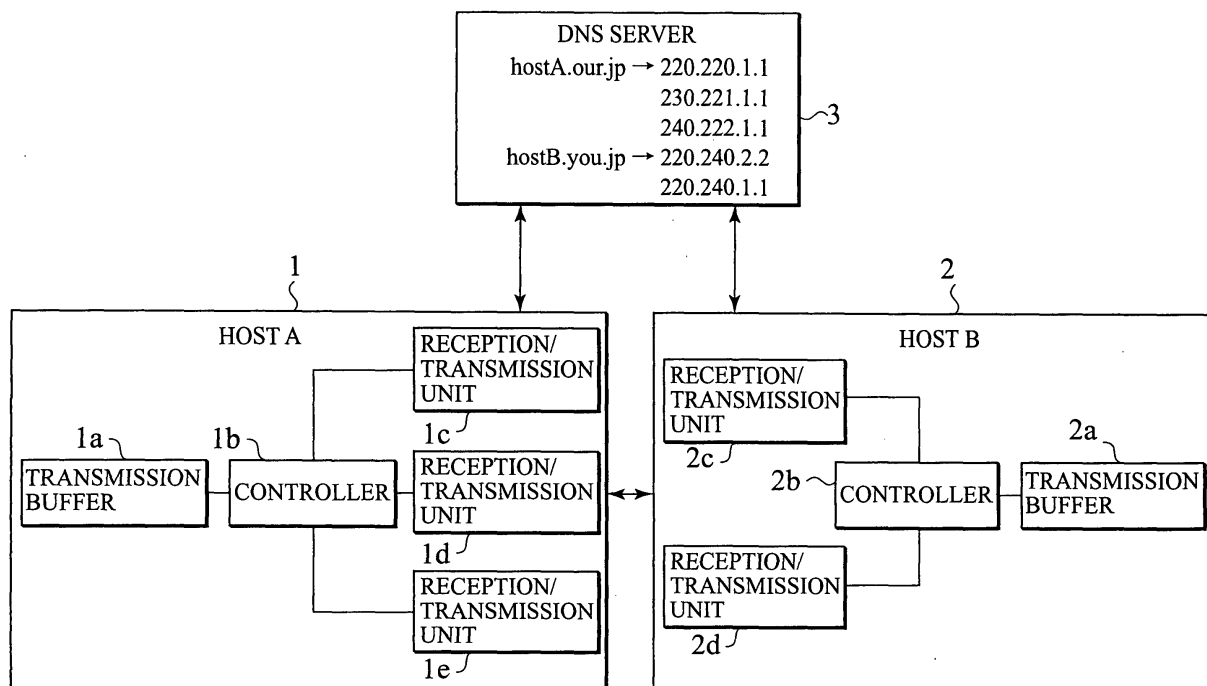 DNS SERVER
hostA.our.jp → 220.220.1.1
230.221.1.1
240.222.1.1
hostB.you.jp → 220.240.2.2
220.240.1.1
3
1
HOST A
RECEPTION/
TRANSMISSION
UNIT
1c
1a
TRANSMISSION
BUFFER
1b
CONTROLLER
RECEPTION/
TRANSMISSION
UNIT
1d
RECEPTION/
TRANSMISSION
UNIT
1e
2
HOST B
RECEPTION/
TRANSMISSION
UNIT
2c
2b
CONTROLLER
2a
TRANSMISSION
BUFFER
RECEPTION/
TRANSMISSION
UNIT
2d